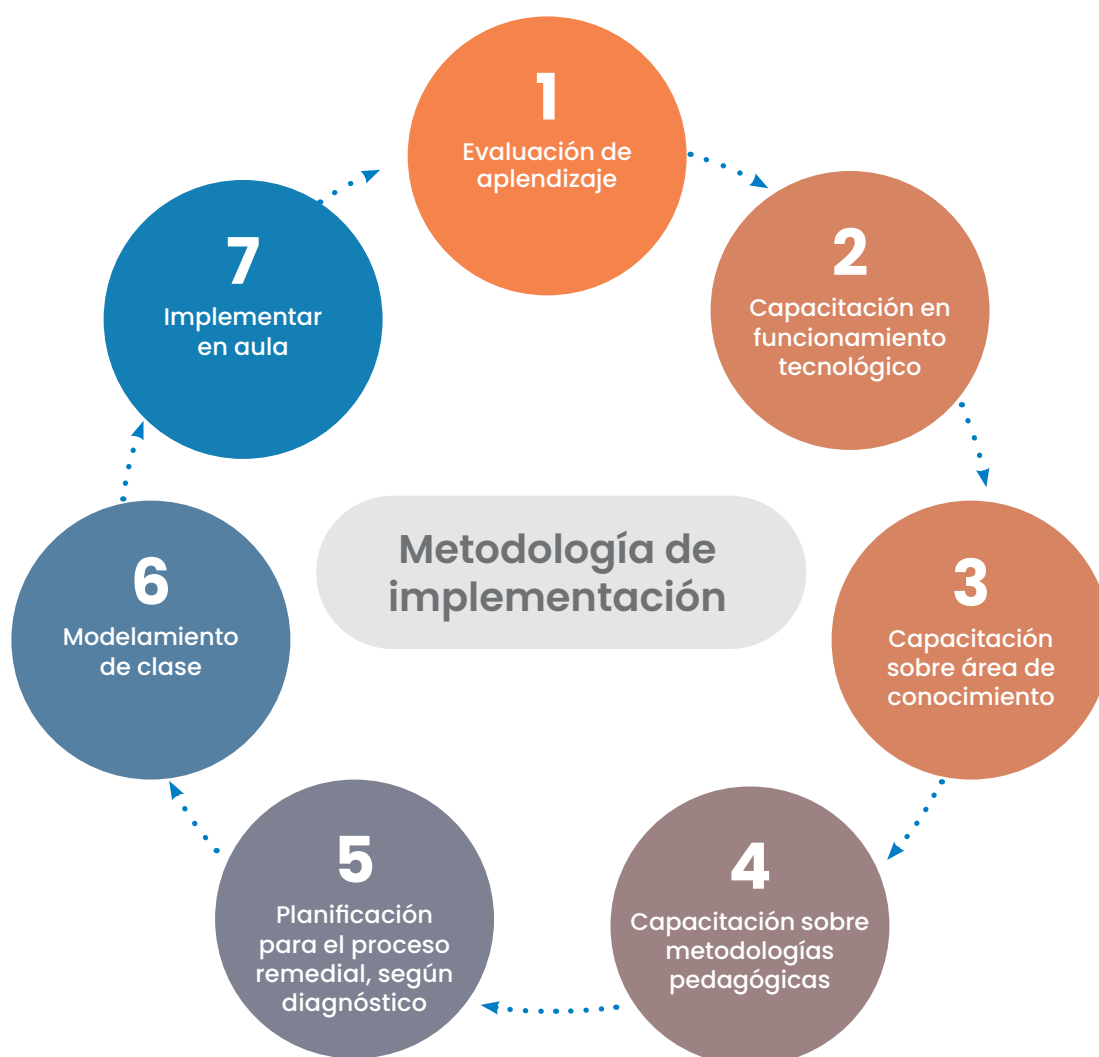 1
Evaluación de
aplendizaje
2
Capacitación en
funcionamiento
tecnológico
3
Capacitación
sobre área de
conocimiento
4
Capacitación sobre
metodologías
pedagógicas
5
Planificación
para el proceso
remedial, según
diagnóstico
6
Modelamiento
de clase
7
Implementar
en aula
Metodología de
implementación